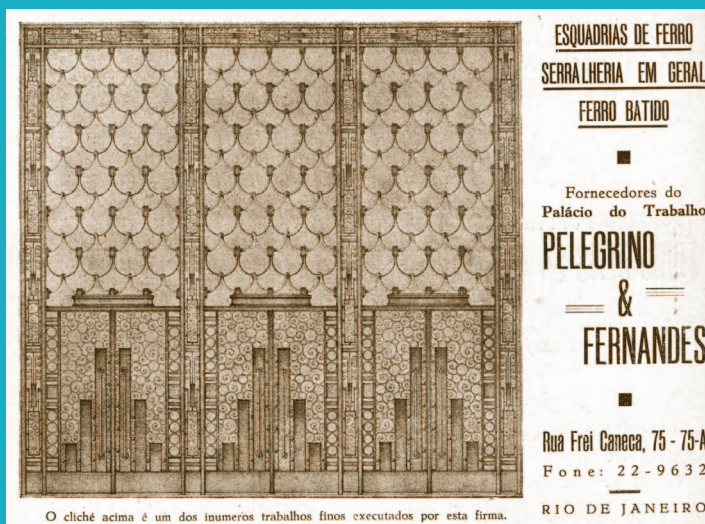 ESQUADRIAS DE FERRO
SERRALHERIA EM GERAL
FERRO BATIDO
Fornecedores do
Palácio do Trabalho
PELEGRINO
&
FERNANDES
Rua Frei Caneca, 75 - 75-A
Fone: 22-9632
RIO DE JANEIRO
O cliché acima é um dos inumeros trabalhos finos executados por esta firma.